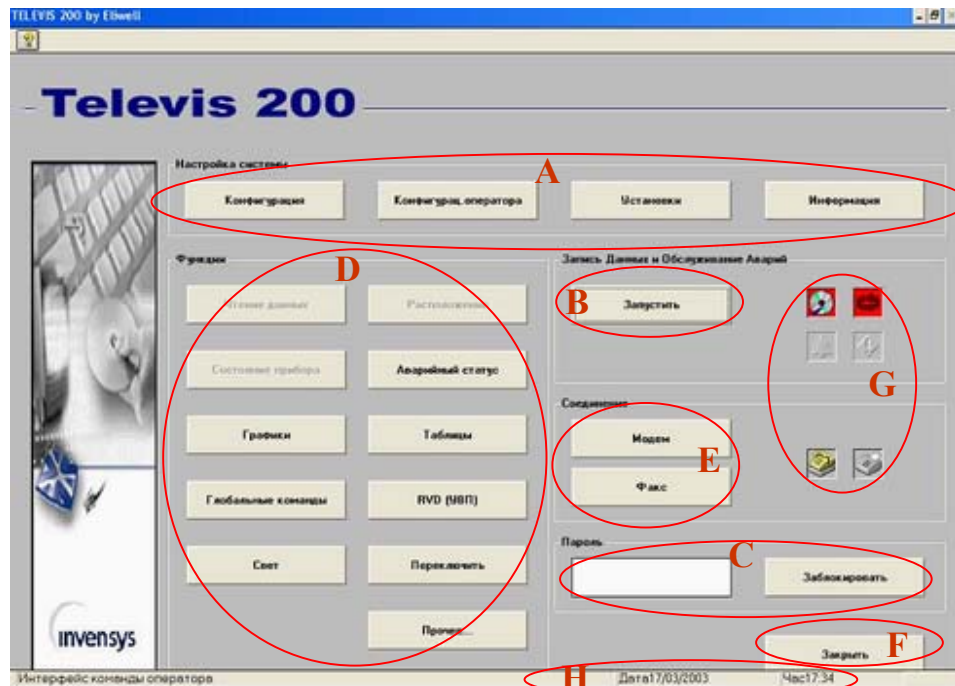 TELEVIS 200 by Eliwell
Televis 200
Настройка системы
A
Конфигурация
Конфигурац.оператора
Установки
Информация
Функции
D
Чтение данных
Расположение
Состояние прибора
Аварийный статус
Графики
Таблицы
Глобальные команды
RVD (УВП)
Свет
Переключить
Прочее...
Запись Данных и Обслуживание Аварий
B
Запустить
G
Соединение
Модем
E
Факс
Пароль
C
Заблокировать
F
Закрыть
invensys
Интерфейс команды оператора
H
Дата17/03/2003
Час17:34